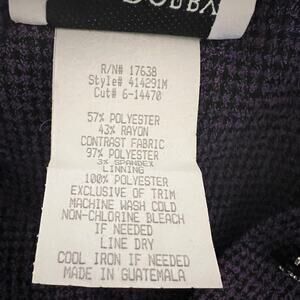 R/N# 17638
Style# 414291M
Cut# 6-14470
57% POLYESTER
43% RAYON
CONTRAST FABRIC
97% POLYESTER
3% SPANDEX
LINNING
100% POLYESTER
EXCLUSIVE OF TRIM
MACHINE WASH COLD
NON-CHLORINE BLEACH
IF NEEDED
LINE DRY
COOL IRON IF NEEDED
MADE IN GUATEMALA